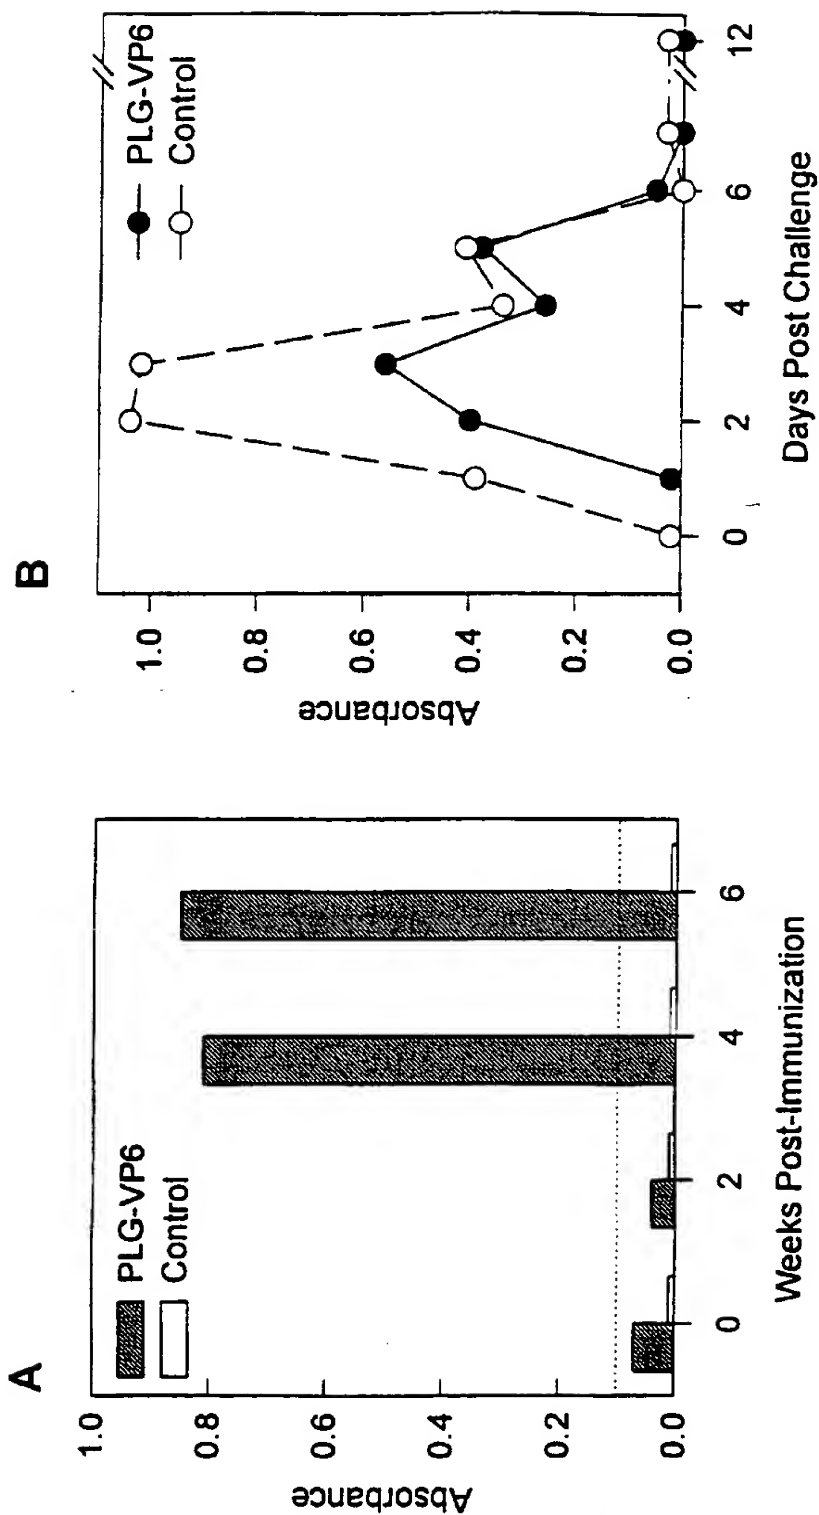 A
PLG-VP6
Control
1.0
0.8
0.6
0.4
0.2
0.0
Absorbance
0 2 4 6
Weeks Post-Immunization
B
PLG-VP6
Control
1.0
0.8
0.6
0.4
0.2
0.0
Absorbance
0 2 4 6 12
Days Post Challenge